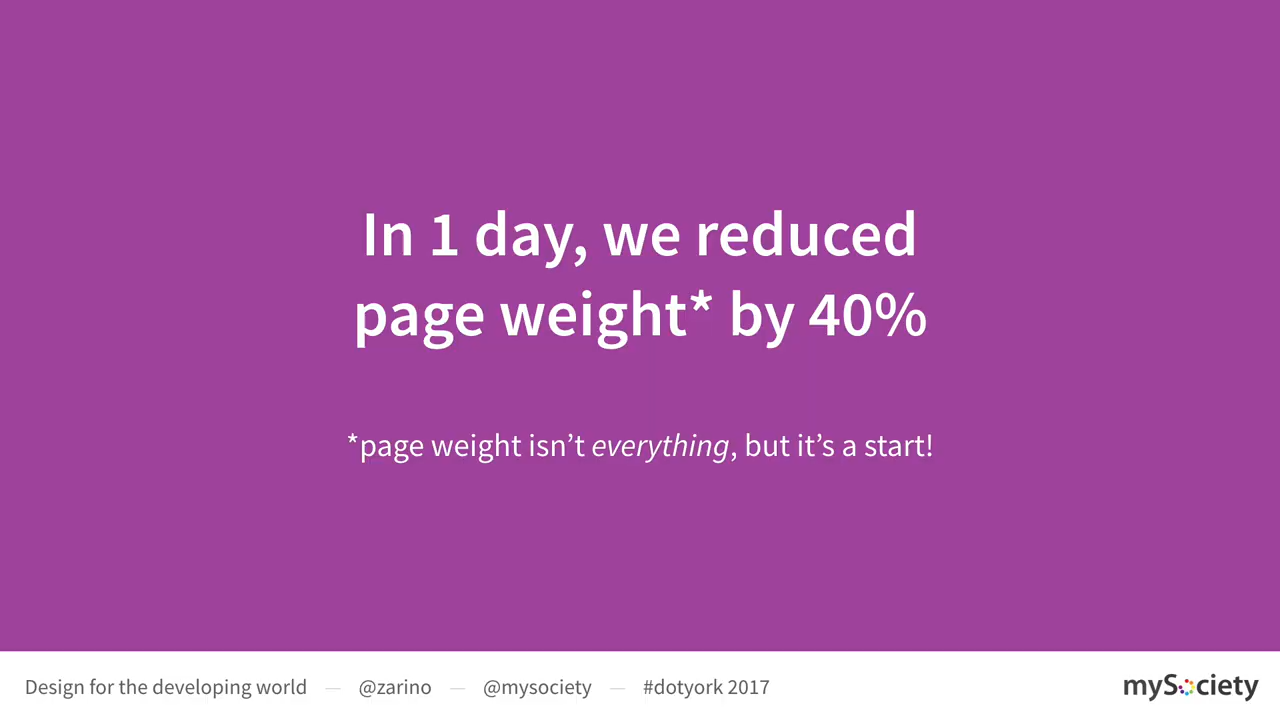 In 1 day, we reduced
page weight* by 40%
*page weight isn’t everything, but it’s a start!
Design for the developing world — @zarino — @mysociety — #dotyork 2017
mySociety